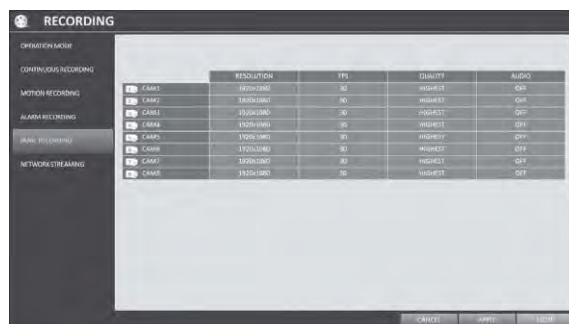 RECORDING
OPERATION MODE
CONTINUOUS RECORDING
MOTION RECORDING
ALARM RECORDING
PANIC RECORDING
NETWORK STREAMING
RESOLUTION FPS QUALITY AUDIO
CAM1 1920x1080 30 HIGHEST OFF
CAM2 1920x1080 30 HIGHEST OFF
CAM3 1920x1080 30 HIGHEST OFF
CAM4 1920x1080 30 HIGHEST OFF
CAM5 1920x1080 30 HIGHEST OFF
CAM6 1920x1080 30 HIGHEST OFF
CAM7 1920x1080 30 HIGHEST OFF
CAM8 1920x1080 30 HIGHEST OFF
CANCEL APPLY CLOSE